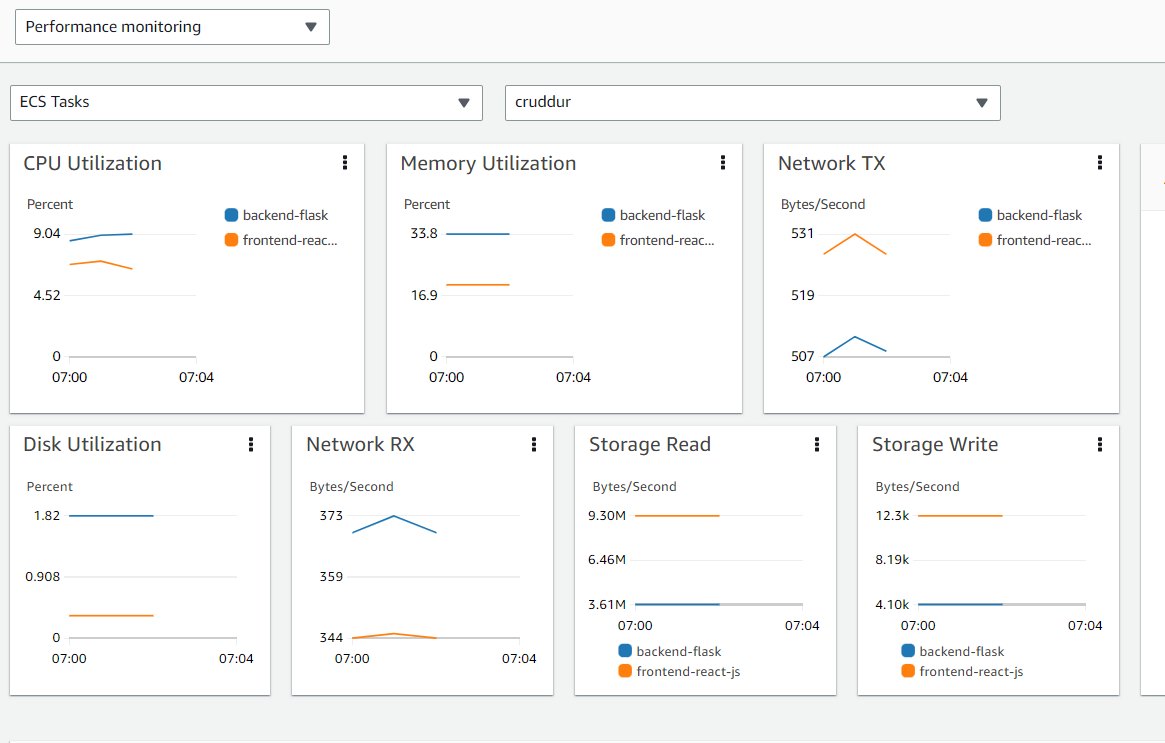 Performance monitoring
ECS Tasks
cruddur
CPU Utilization
Percent
9.04
4.52
0
07:00 07:04
backend-flask
frontend-reac...
Memory Utilization
Percent
33.8
16.9
0
07:00 07:04
backend-flask
frontend-reac...
Network TX
Bytes/Second
531
519
507
07:00 07:04
backend-flask
frontend-reac...
Disk Utilization
Percent
1.82
0.908
0
07:00 07:04
Network RX
Bytes/Second
373
359
344
07:00 07:04
Storage Read
Bytes/Second
9.30M
6.46M
3.61M
07:00 07:04
backend-flask
frontend-react-js
Storage Write
Bytes/Second
12.3k
8.19k
4.10k
07:00 07:04
backend-flask
frontend-react-js